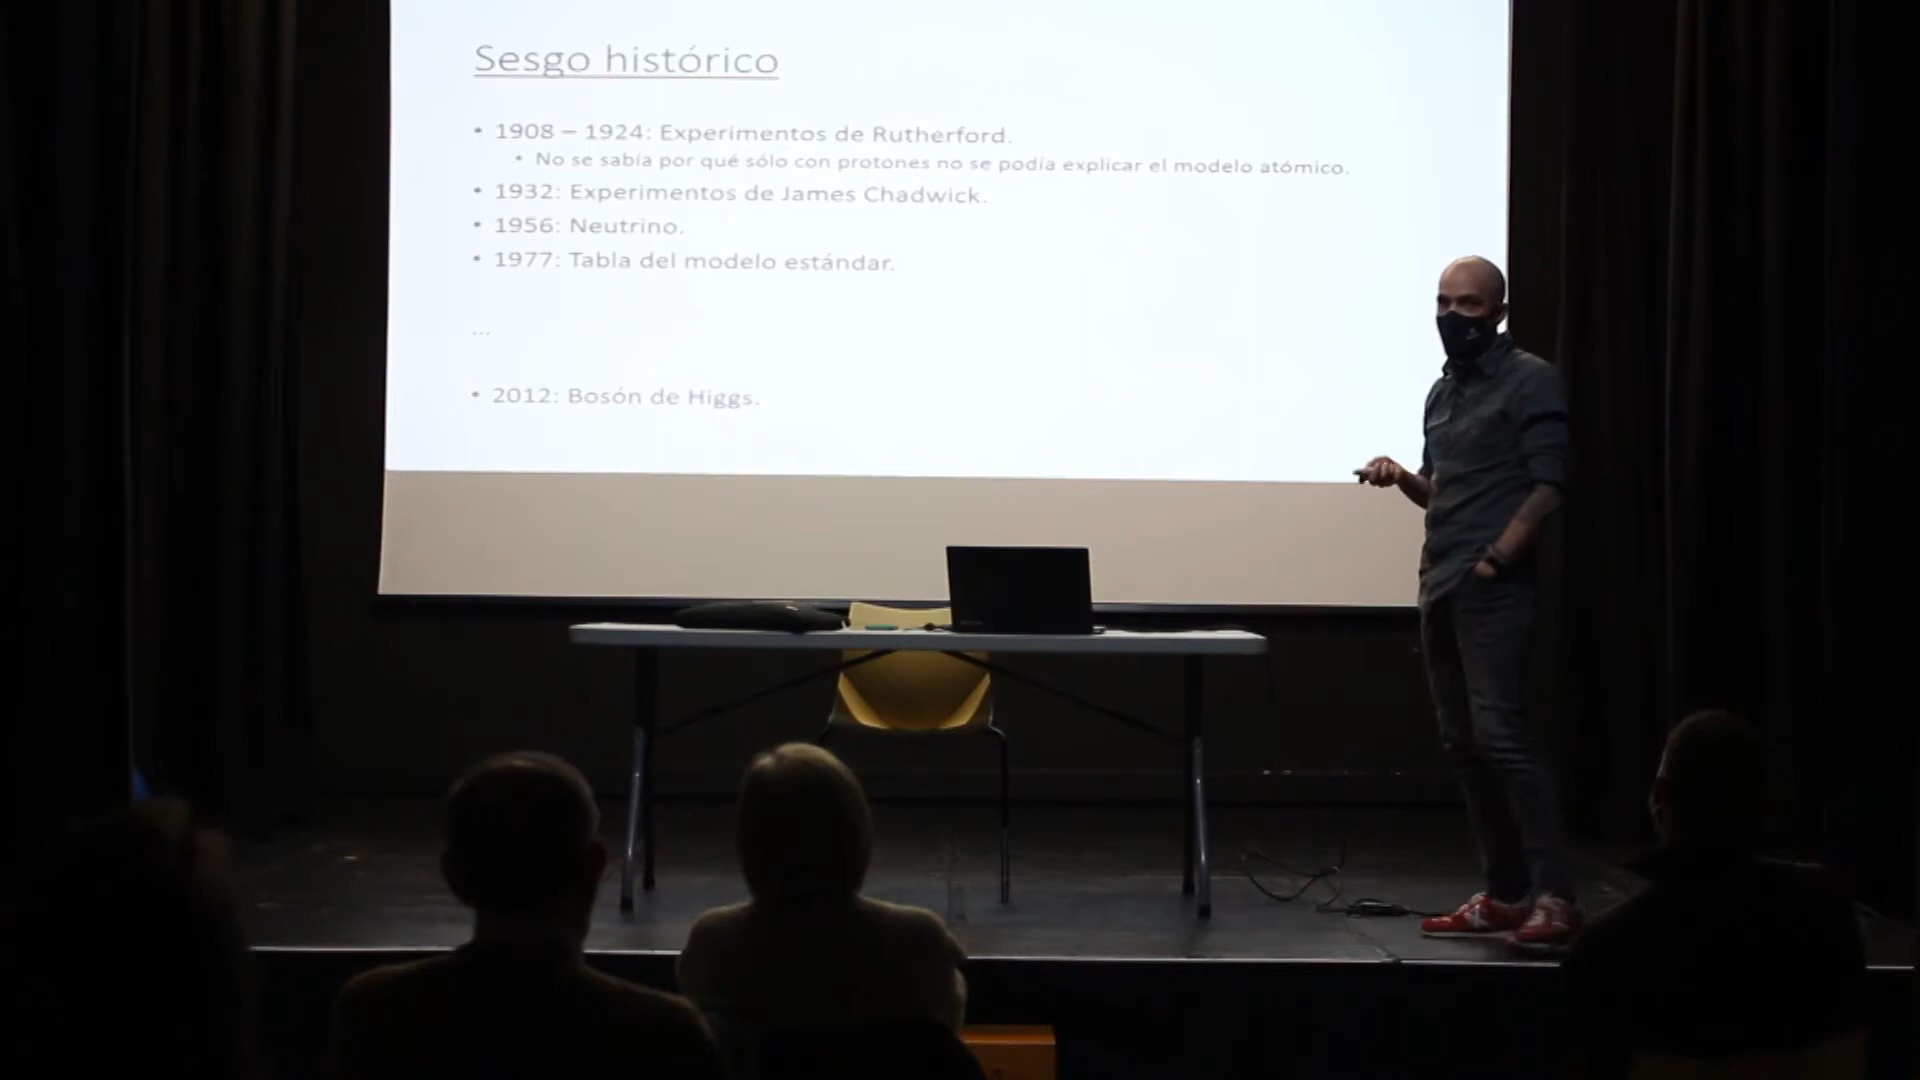 Sesgo histórico
• 1908 – 1924: Experimentos de Rutherford.
• No se sabía por qué sólo con protones no se podía explicar el modelo atómico.
• 1932: Experimentos de James Chadwick.
• 1956: Neutrino.
• 1977: Tabla del modelo estándar.
...
• 2012: Bosón de Higgs.